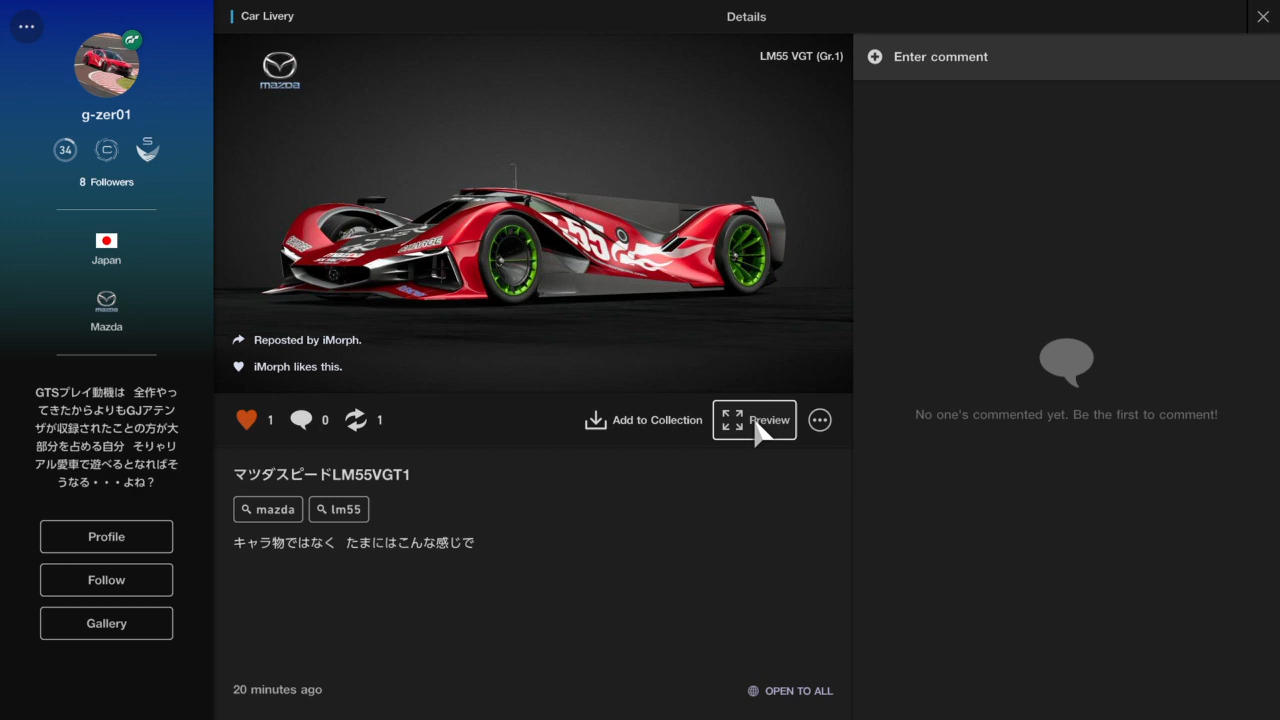 Car Livery
Details
Enter comment
g-zer01
34
C
S
8 Followers
Japan
mazda
Mazda
GTSプレイ動機は 全作やっ
てきたからよりもGJアテン
ザが収録されたことの方が大
部分を占める自分 そりゃリ
アル愛車で遊べるとなればそ
うなる・・・よね？
Profile
Follow
Gallery
mazda
LM55 VGT (Gr.1)
55
Reposted by iMorph.
iMorph likes this.
1
0
1
Add to Collection
Preview
マツダスピードLM55VGT1
mazda
lm55
キャラ物ではなく たまにはこんな感じで
20 minutes ago
OPEN TO ALL
No one's commented yet. Be the first to comment!